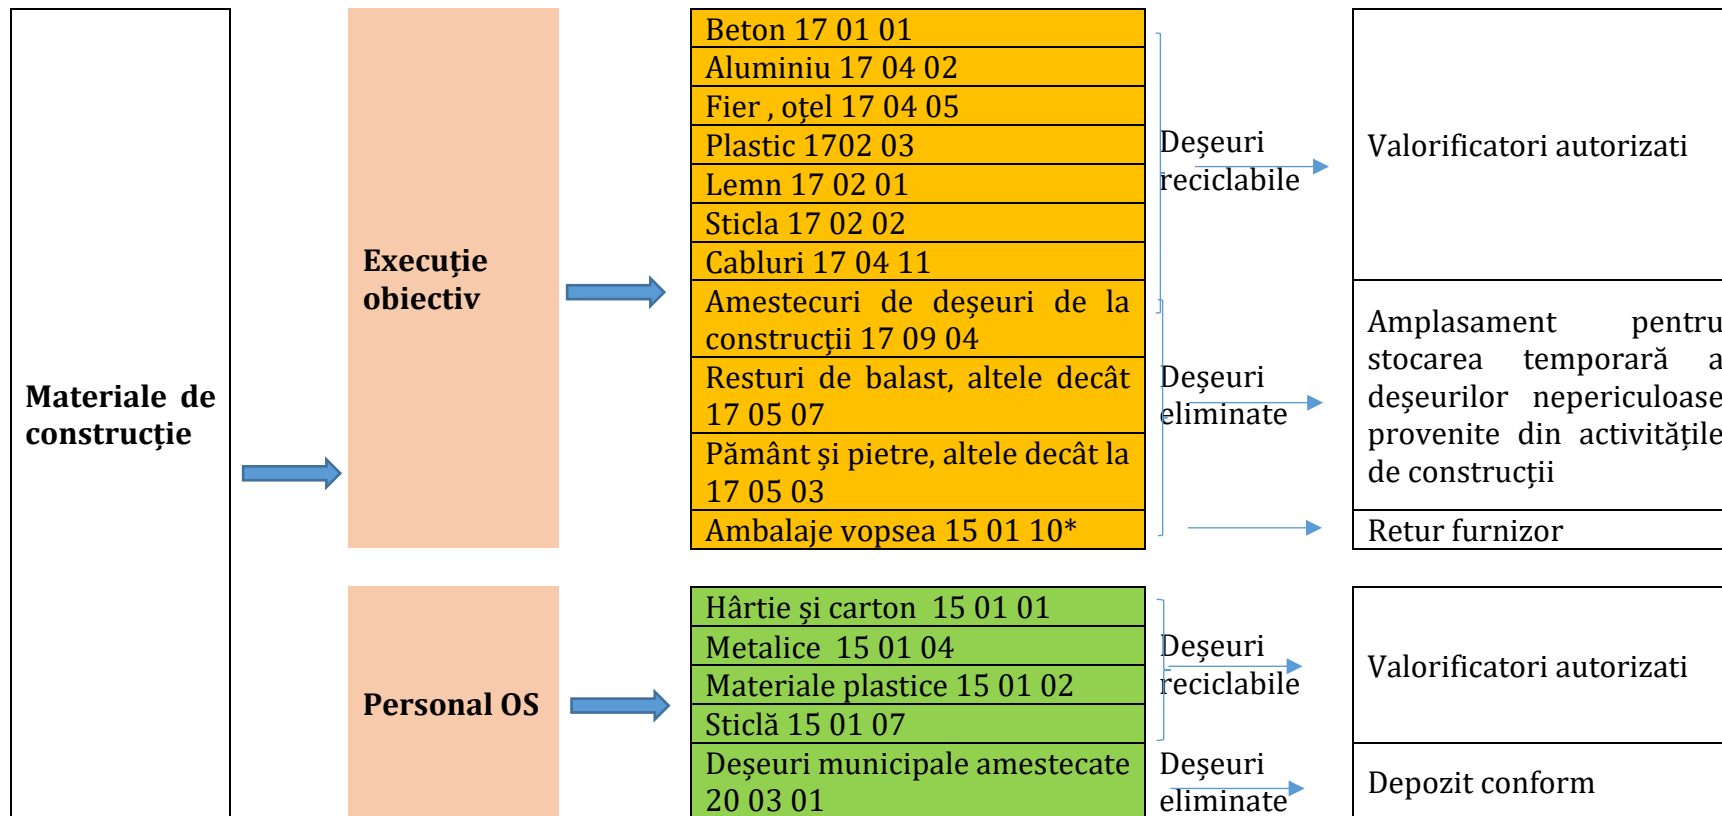 Materiale de
construcție
Execuție
obiectiv
Beton 17 01 01
Aluminiu 17 04 02
Fier , oțel 17 04 05
Plastic 1702 03
Lemn 17 02 01
Sticla 17 02 02
Cabluri 17 04 11
Amestecuri de deșeuri de la
construcții 17 09 04
Resturi de balast, altele decât
17 05 07
Pământ și pietre, altele decât la
17 05 03
Ambalaje vopsea 15 01 10*
Deșeuri
reciclabile
Valorificatori autorizati
Deșeuri
eliminate
Amplasament pentru
stocarea temporară a
deșeurilor nepericuloase
provenite din activitățile
de construcții
Retur furnizor
Personal OS
Hârtie și carton 15 01 01
Metalice 15 01 04
Materiale plastice 15 01 02
Sticlă 15 01 07
Deșeuri municipale amestecate
20 03 01
Deșeuri
reciclabile
Valorificatori autorizati
Deșeuri
eliminate
Depozit conform